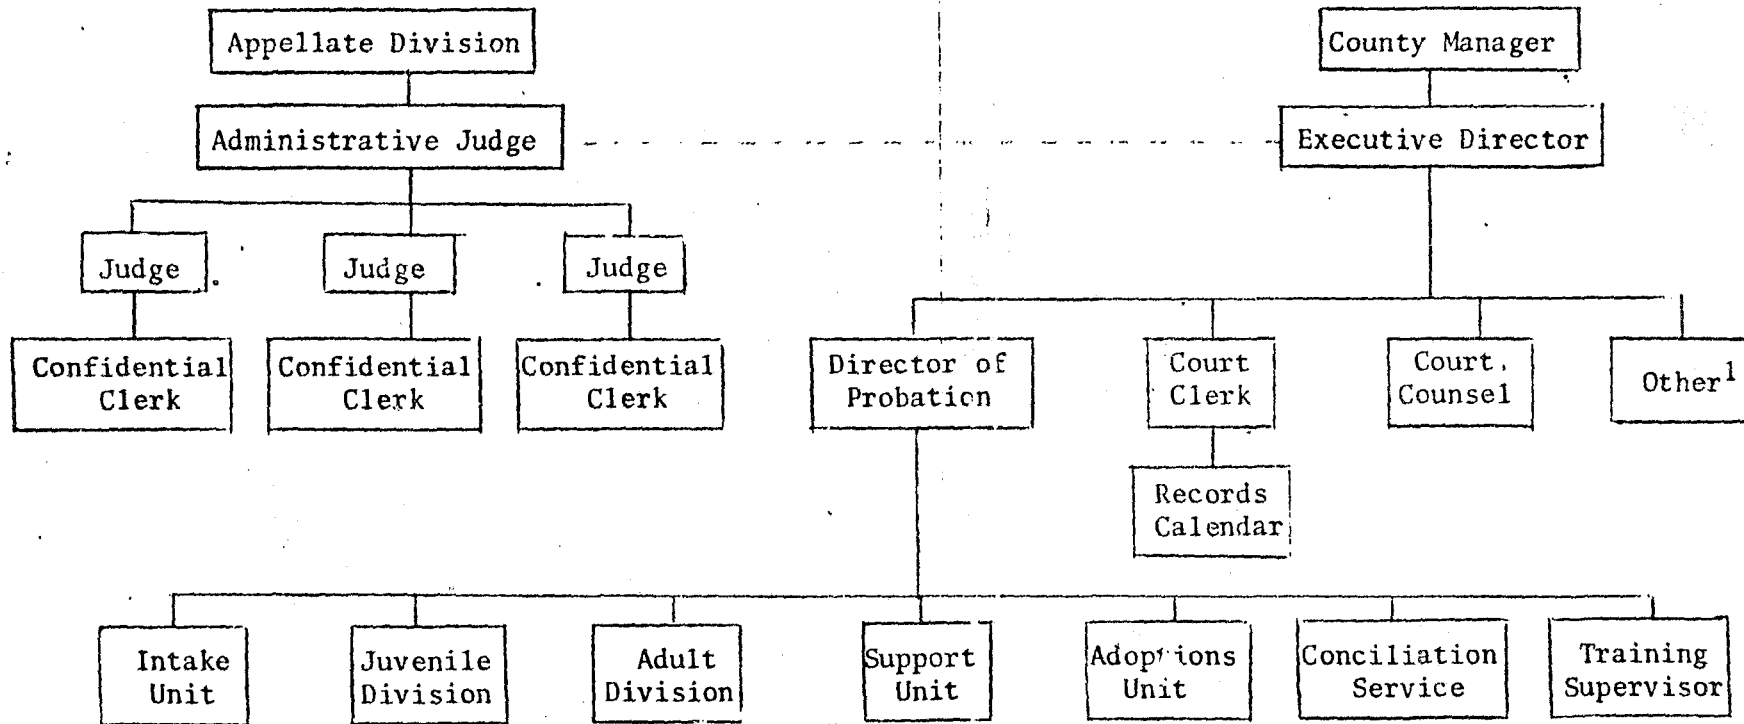 Appellate Division
County Manager
Administrative Judge
Executive Director
Judge
Judge
Judge
Confidential
Clerk
Confidential
Clerk
Confidential
Clerk
Director of
Probation
Court
Clerk
Court
Counsel
Other1
Records
Calendar
Intake
Unit
Juvenile
Division
Adult
Division
Support
Unit
Adoptions
Unit
Conciliation
Service
Training
Supervisor